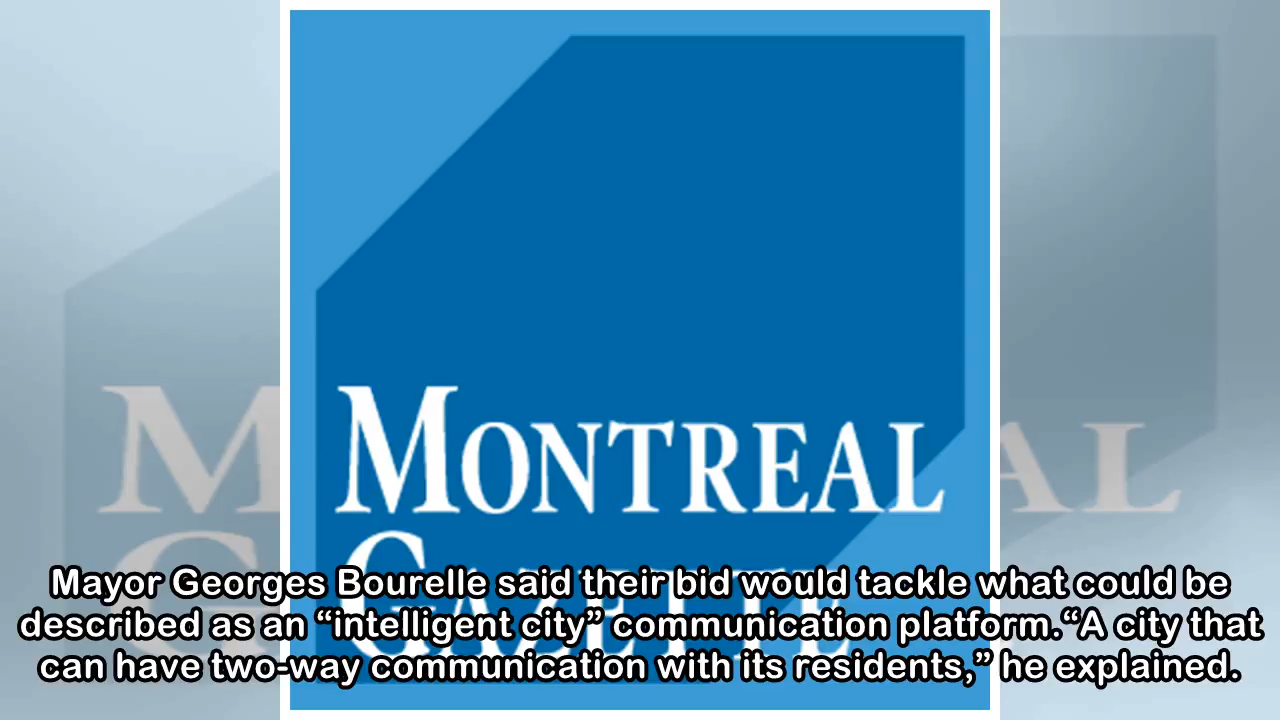 MONTREAL
GAZETTE
Mayor Georges Bourelle said their bid would tackle what could be
described as an “intelligent city” communication platform.“A city that
can have two-way communication with its residents,” he explained.